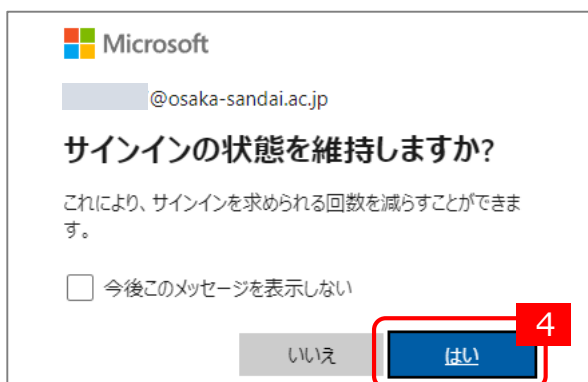 Microsoft
@osaka-sandai.ac.jp
サインインの状態を維持しますか?
これにより、サインインを求められる回数を減らすことができま
す。
今後このメッセージを表示しない
4
いいえ
はい